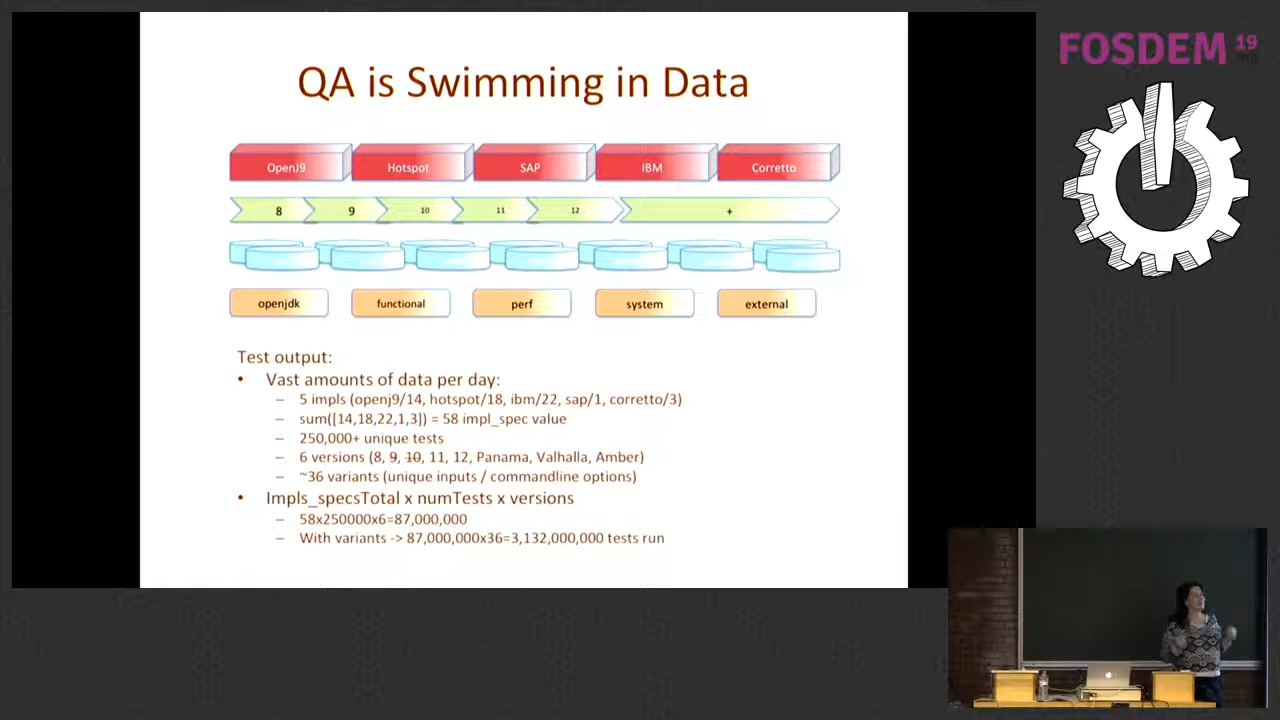 QA is Swimming in Data
FOSDEM 19
OpenJ9
Hotspot
SAP
IBM
Corretto
8
9
10
11
12
+
openjdk
functional
perf
system
external
Test output:
• Vast amounts of data per day:
– 5 impls (openj9/14, hotspot/18, ibm/22, sap/1, corretto/3)
– sum([14,18,22,1,3]) = 58 impl_spec value
– 250,000+ unique tests
– 6 versions (8, 9, 10, 11, 12, Panama, Valhalla, Amber)
– ~36 variants (unique inputs / commandline options)
• Impls_specsTotal x numTests x versions
– 58x250000x6=87,000,000
– With variants -> 87,000,000x36=3,132,000,000 tests run